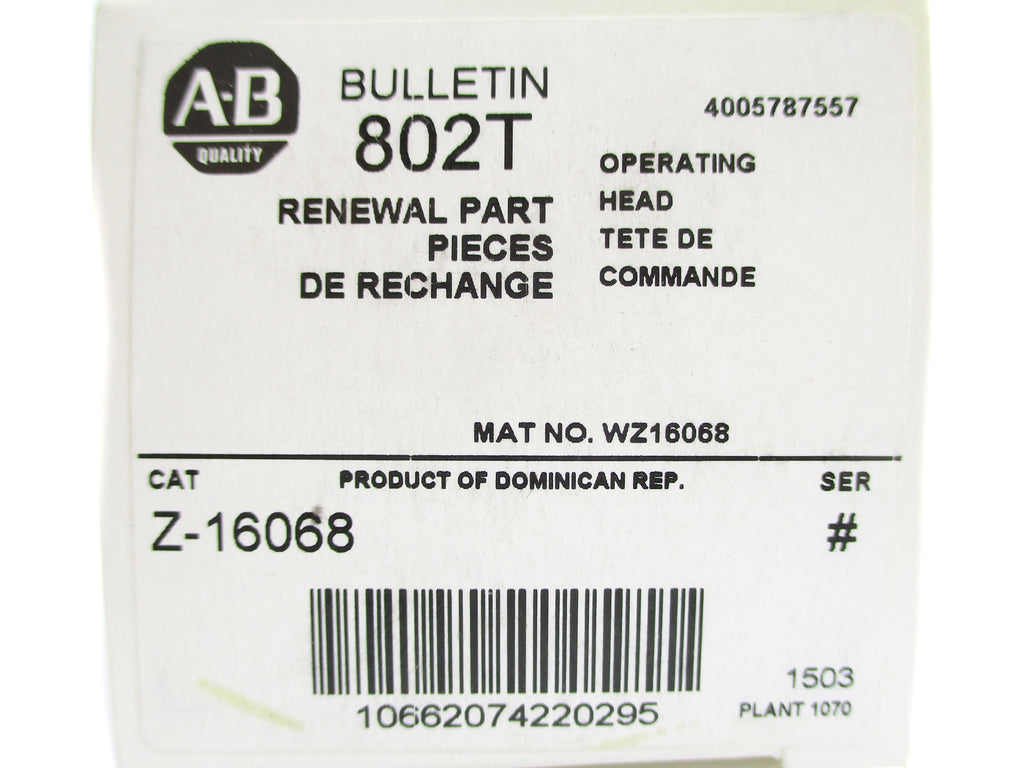 A-B
QUALITY
BULLETIN
802T
RENEWAL PART
PIECES
DE RECHANGE
4005787557
OPERATING
HEAD
TETE DE
COMMANDE
MAT NO. WZ16068
CAT
PRODUCT OF DOMINICAN REP.
SER
Z-16068
#
10662074220295
1503
PLANT 1070